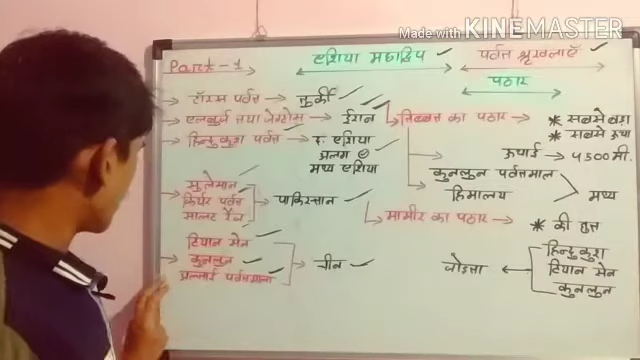 Made with KINEMASTER
Part-1
एशिया महाद्विप
पर्वत श्रृंखलाएँ
पठार
टॉरस पर्वत → तुर्की
एलबुर्ज तथा जेग्रोस → ईरान
हिन्दुकुश पर्वत → द. एशिया
अलग
मध्य एशिया
सुलेमान
किर्थर पर्वत
साल्ट रेंज
पाकिस्तान
टियान सेन
कुनलुन
अल्ताई पर्वतमाला
चीन
तिब्बत का पठार → * सबसे बड़ा
* सबसे ऊंचा
ऊचाई → 4500 मी.
कुनलुन पर्वतमाल
हिमालय
मध्य
मामीर का पठार → * की छत
जोड़ता
हिन्दुकुश
टियान सेन
कुनलुन